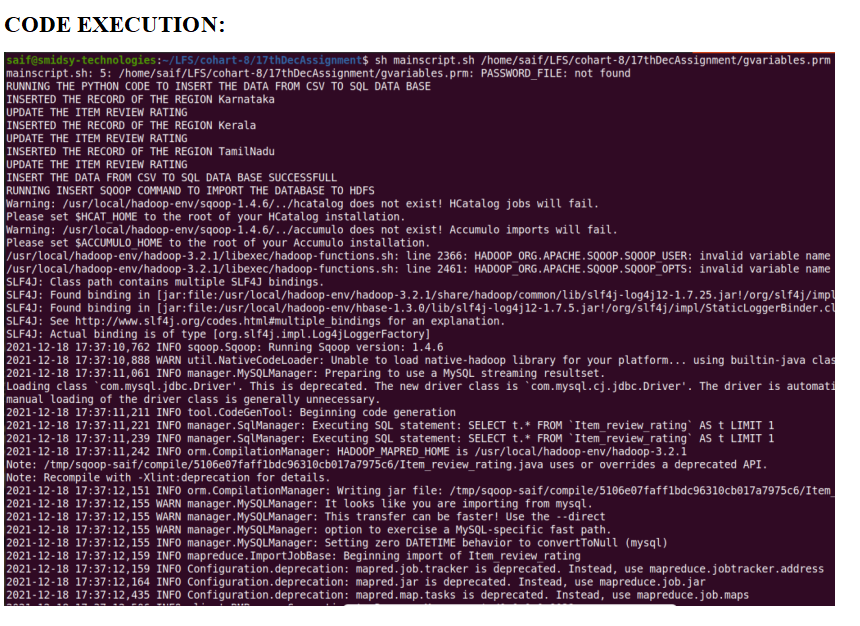 CODE EXECUTION:
saif@smidsy-technologies:~/LFS/cohart-8/17thDecAssignment$ sh mainscript.sh /home/saif/LFS/cohart-8/17thDecAssignment/gvariables.prm
mainscript.sh: 5: /home/saif/LFS/cohart-8/17thDecAssignment/gvariables.prm: PASSWORD_FILE: not found
RUNNING THE PYTHON CODE TO INSERT THE DATA FROM CSV TO SQL DATA BASE
INSERTED THE RECORD OF THE REGION Karnataka
UPDATE THE ITEM REVIEW RATING
INSERTED THE RECORD OF THE REGION Kerala
UPDATE THE ITEM REVIEW RATING
INSERTED THE RECORD OF THE REGION TamilNadu
UPDATE THE ITEM REVIEW RATING
INSERT THE DATA FROM CSV TO SQL DATA BASE SUCCESSFULL
RUNNING INSERT SQOOP COMMAND TO IMPORT THE DATABASE TO HDFS
Warning: /usr/local/hadoop-env/sqoop-1.4.6/../hcatalog does not exist! HCatalog jobs will fail.
Please set $HCAT_HOME to the root of your HCatalog installation.
Warning: /usr/local/hadoop-env/sqoop-1.4.6/../accumulo does not exist! Accumulo imports will fail.
Please set $ACCUMULO_HOME to the root of your Accumulo installation.
/usr/local/hadoop-env/hadoop-3.2.1/libexec/hadoop-functions.sh: line 2366: HADOOP_ORG.APACHE.SQOOP.SQOOP_USER: invalid variable name
/usr/local/hadoop-env/hadoop-3.2.1/libexec/hadoop-functions.sh: line 2461: HADOOP_ORG.APACHE.SQOOP.SQOOP_OPTS: invalid variable name
SLF4J: Class path contains multiple SLF4J bindings.
SLF4J: Found binding in [jar:file:/usr/local/hadoop-env/hadoop-3.2.1/share/hadoop/common/lib/slf4j-log4j12-1.7.25.jar!/org/slf4j/impl
SLF4J: Found binding in [jar:file:/usr/local/hadoop-env/hbase-1.3.0/lib/slf4j-log4j12-1.7.5.jar!/org/slf4j/impl/StaticLoggerBinder.cl
SLF4J: See http://www.slf4j.org/codes.html#multiple_bindings for an explanation.
SLF4J: Actual binding is of type [org.slf4j.impl.Log4jLoggerFactory]
2021-12-18 17:37:10,762 INFO sqoop.Sqoop: Running Sqoop version: 1.4.6
2021-12-18 17:37:10,888 WARN util.NativeCodeLoader: Unable to load native-hadoop library for your platform... using builtin-java clas
2021-12-18 17:37:11,061 INFO manager.MySQLManager: Preparing to use a MySQL streaming resultset.
Loading class `com.mysql.jdbc.Driver'. This is deprecated. The new driver class is `com.mysql.cj.jdbc.Driver'. The driver is automati
manual loading of the driver class is generally unnecessary.
2021-12-18 17:37:11,211 INFO tool.CodeGenTool: Beginning code generation
2021-12-18 17:37:11,221 INFO manager.SqlManager: Executing SQL statement: SELECT t.* FROM `Item_review_rating` AS t LIMIT 1
2021-12-18 17:37:11,239 INFO manager.SqlManager: Executing SQL statement: SELECT t.* FROM `Item_review_rating` AS t LIMIT 1
2021-12-18 17:37:11,242 INFO orm.CompilationManager: HADOOP_MAPRED_HOME is /usr/local/hadoop-env/hadoop-3.2.1
Note: /tmp/sqoop-saif/compile/5106e07faff1bdc96310cb017a7975c6/Item_review_rating.java uses or overrides a deprecated API.
Note: Recompile with -Xlint:deprecation for details.
2021-12-18 17:37:12,151 INFO orm.CompilationManager: Writing jar file: /tmp/sqoop-saif/compile/5106e07faff1bdc96310cb017a7975c6/Item_
2021-12-18 17:37:12,155 WARN manager.MySQLManager: It looks like you are importing from mysql.
2021-12-18 17:37:12,155 WARN manager.MySQLManager: This transfer can be faster! Use the --direct
2021-12-18 17:37:12,155 WARN manager.MySQLManager: option to exercise a MySQL-specific fast path.
2021-12-18 17:37:12,155 INFO manager.MySQLManager: Setting zero DATETIME behavior to convertToNull (mysql)
2021-12-18 17:37:12,159 INFO mapreduce.ImportJobBase: Beginning import of Item_review_rating
2021-12-18 17:37:12,159 INFO Configuration.deprecation: mapred.job.tracker is deprecated. Instead, use mapreduce.jobtracker.address
2021-12-18 17:37:12,164 INFO Configuration.deprecation: mapred.jar is deprecated. Instead, use mapreduce.job.jar
2021-12-18 17:37:12,435 INFO Configuration.deprecation: mapred.map.tasks is deprecated. Instead, use mapreduce.job.maps